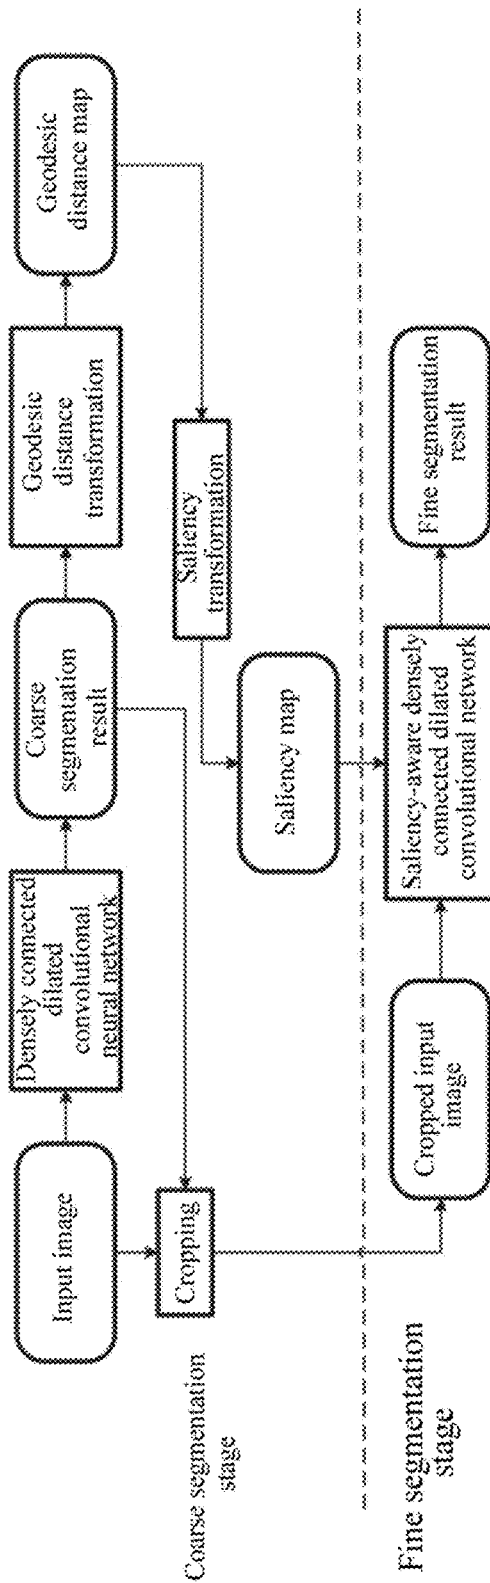 Input image
Densely connected
dilated
convolutional
neural network
Coarse
segmentation
result
Geodesic
distance
transformation
Geodesic
distance map
Cropping
Saliency
transformation
Saliency map
Coarse segmentation
stage
Cropped input
image
Saliency-aware densely
connected dilated
convolutional network
Fine segmentation
result
Fine segmentation
stage